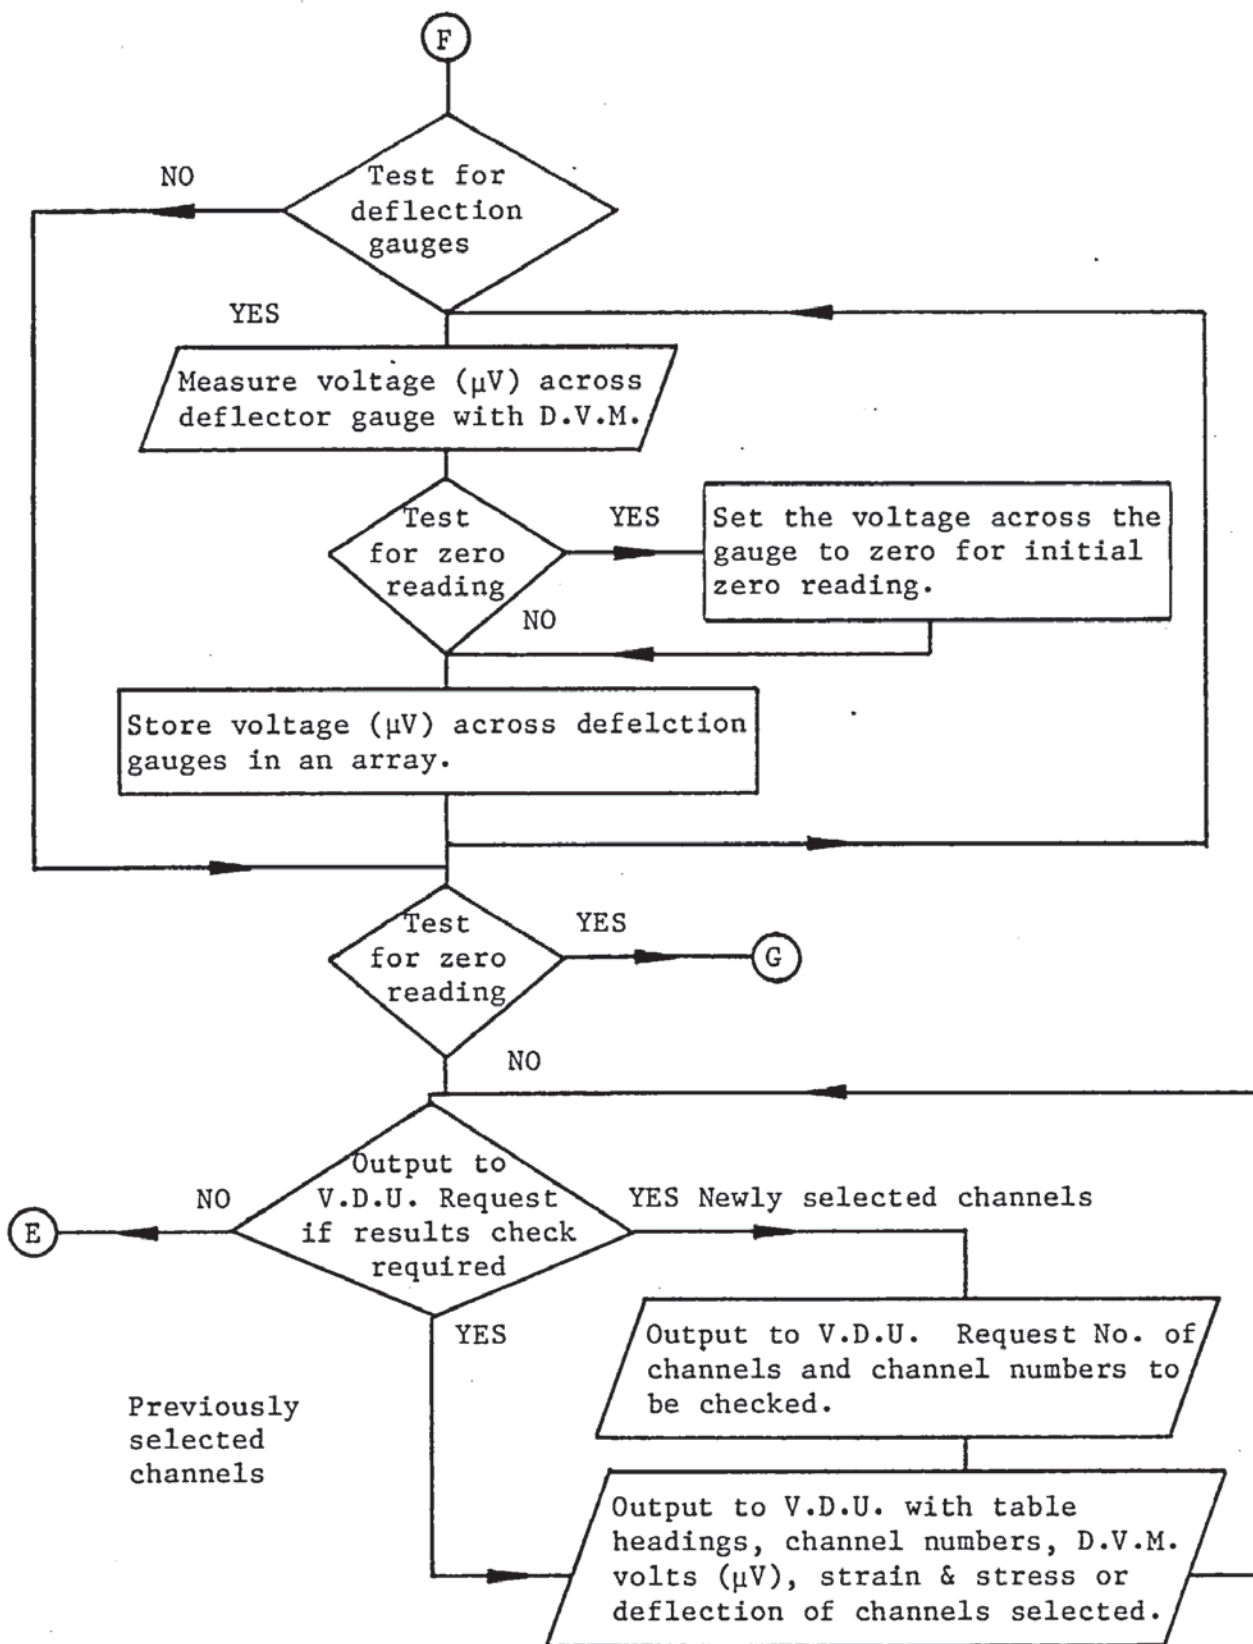 F
Test for
deflection
gauges
NO
YES
Measure voltage (µV) across
deflector gauge with D.V.M.
Test
for zero
reading
YES
Set the voltage across the
gauge to zero for initial
zero reading.
NO
Store voltage (µV) across defelction
gauges in an array.
Test
for zero
reading
YES
G
NO
Output to
V.D.U. Request
if results check
required
NO
E
YES Newly selected channels
YES
Previously
selected
channels
Output to V.D.U. Request No. of
channels and channel numbers to
be checked.
Output to V.D.U. with table
headings, channel numbers, D.V.M.
volts (µV), strain & stress or
deflection of channels selected.